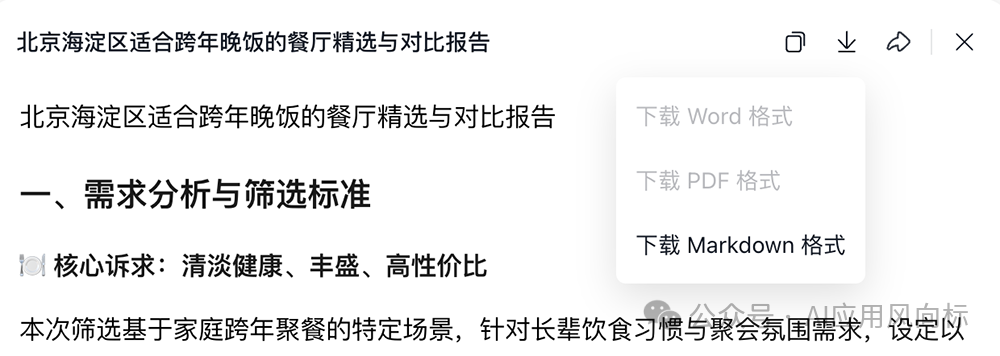 北京海淀区适合跨年晚饭的餐厅精选与对比报告
北京海淀区适合跨年晚饭的餐厅精选与对比报告
下载 Word 格式
下载 PDF 格式
下载 Markdown 格式
一、需求分析与筛选标准
🍽️ 核心诉求：清淡健康、丰盛、高性价比
本次筛选基于家庭跨年聚餐的特定场景，针对长辈饮食习惯与聚会氛围需求，设定以
公众号 · AI应用风向标